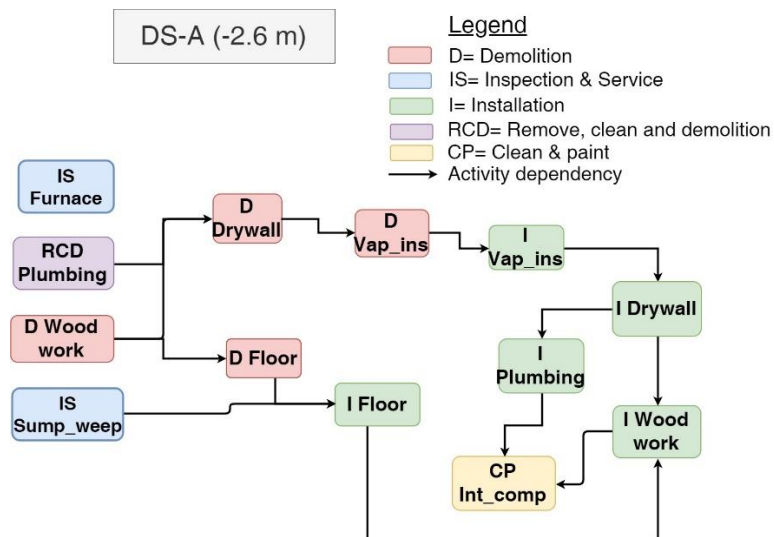 DS-A (-2.6 m)
Legend
D= Demolition
IS= Inspection & Service
I= Installation
RCD= Remove, clean and demolition
CP= Clean & paint
Activity dependency
IS
Furnace
RCD
Plumbing
D Wood
work
IS
Sump_weep
D
Drywall
D
Vap_ins
I
Vap_ins
I Drywall
D Floor
I Floor
I
Plumbing
I Wood
work
CP
Int_comp